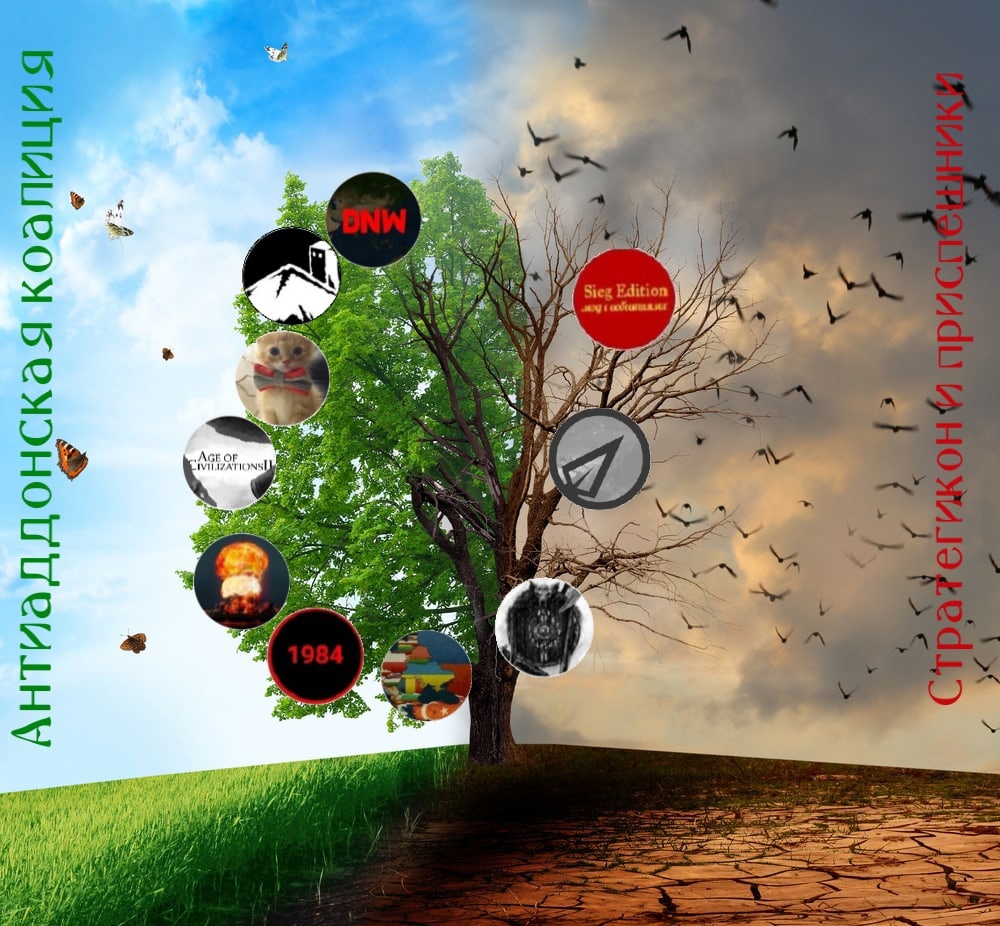 Антиаддонская коалиция
DNW
Sieg Edition
AGE OF
CIVILIZATIONS II
1984
Стратегикон и приспешники